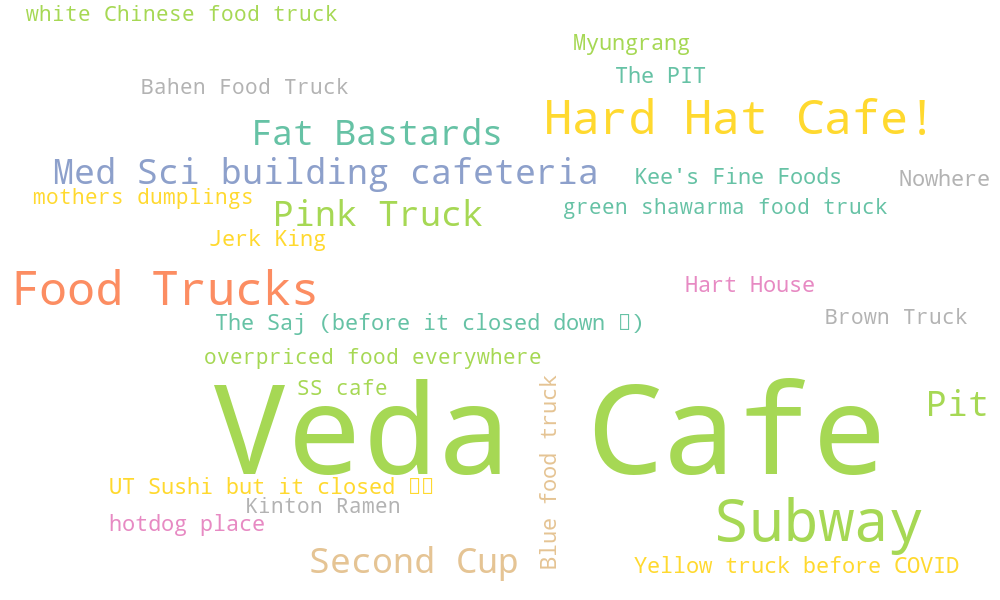 white Chinese food truck
Myungrang
The PIT
Bahen Food Truck
Hard Hat Cafe!
Fat Bastards
Med Sci building cafeteria
Kee's Fine Foods
Nowhere
mothers dumplings
green shawarma food truck
Pink Truck
Jerk King
Food Trucks
Hart House
Brown Truck
The Saj (before it closed down ▯)
overpriced food everywhere
SS cafe
Blue food truck
Veda Cafe
Pit
UT Sushi but it closed ▯▯
Kinton Ramen
hotdog place
Subway
Second Cup
Yellow truck before COVID